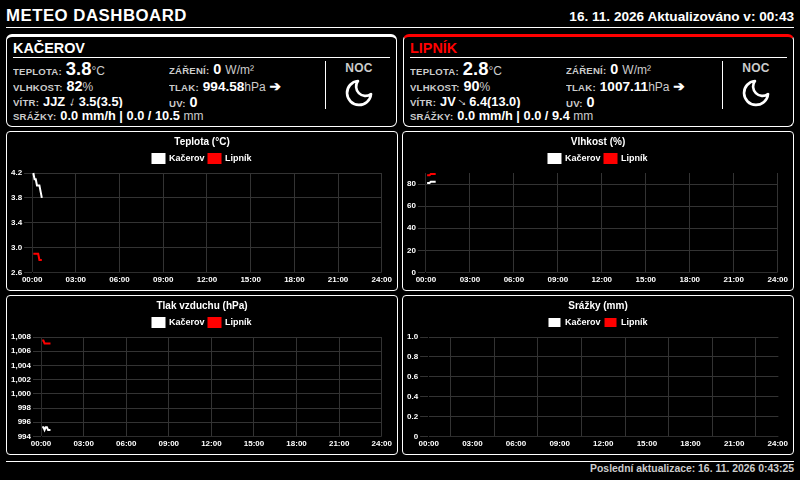 METEO DASHBOARD
16. 11. 2026 Aktualizováno v: 00:43
KAČEROV
TEPLOTA: 3.8°C
ZÁŘENÍ: 0 W/m²
NOC
VLHKOST: 82%
TLAK: 994.58hPa ➔
VÍTR: JJZ ↓ 3.5(3.5)
UV: 0
SRÁŽKY: 0.0 mm/h | 0.0 / 10.5 mm
LIPNÍK
TEPLOTA: 2.8°C
ZÁŘENÍ: 0 W/m²
NOC
VLHKOST: 90%
TLAK: 1007.11hPa ➔
VÍTR: JV ↘ 6.4(13.0)
UV: 0
SRÁŽKY: 0.0 mm/h | 0.0 / 9.4 mm
Teplota (°C)
Kačerov Lipník
4.2
3.8
3.4
3.0
2.6
00:00 03:00 06:00 09:00 12:00 15:00 18:00 21:00 24:00
Vlhkost (%)
Kačerov Lipník
80
60
40
20
0
00:00 03:00 06:00 09:00 12:00 15:00 18:00 21:00 24:00
Tlak vzduchu (hPa)
Kačerov Lipník
1,008
1,006
1,004
1,002
1,000
998
996
994
00:00 03:00 06:00 09:00 12:00 15:00 18:00 21:00 24:00
Srážky (mm)
Kačerov Lipník
1.0
0.8
0.6
0.4
0.2
0
00:00 03:00 06:00 09:00 12:00 15:00 18:00 21:00 24:00
Poslední aktualizace: 16. 11. 2026 0:43:25